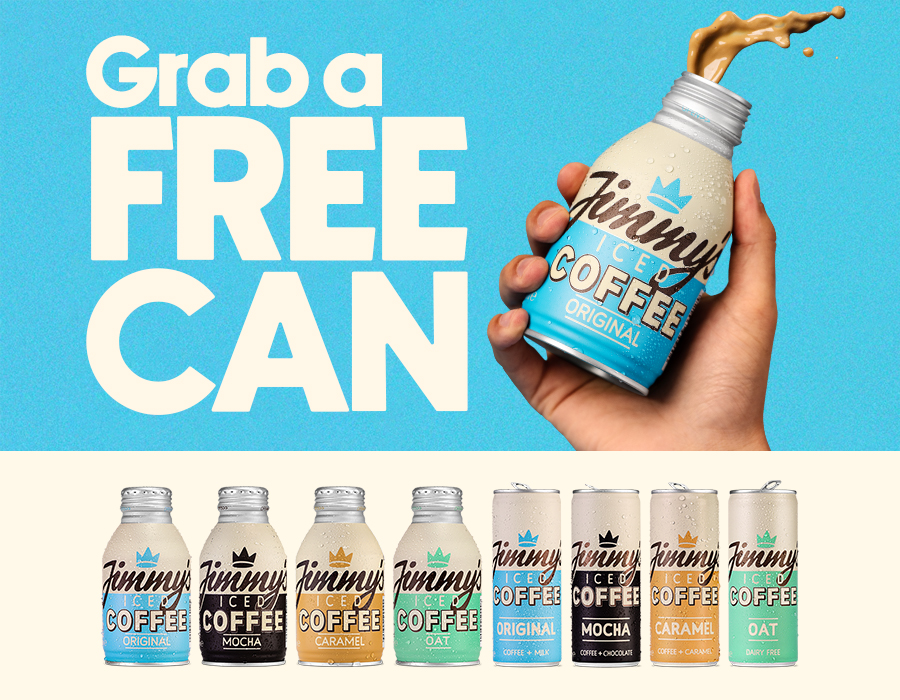 Grab a
FREE
CAN
Jimmy's
ICED
COFFEE
ORIGINAL
Jimmy's
ICED
COFFEE
ORIGINAL
Jimmy's
ICED
COFFEE
MOCHA
Jimmy's
ICED
COFFEE
CARAMEL
Jimmy's
ICED
COFFEE
OAT
Jimmy's
ICED
COFFEE
ORIGINAL
COFFEE + MILK
Jimmy's
ICED
COFFEE
MOCHA
COFFEE + CHOCOLATE
Jimmy's
ICED
COFFEE
CARAMEL
COFFEE + CARAMEL
Jimmy's
ICED
COFFEE
OAT
DAIRY FREE